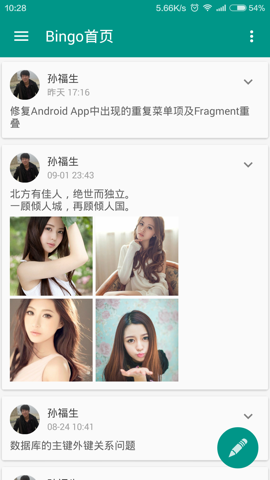 10:28
5.66K/s
54%
Bingo首页
孙福生
昨天 17:16
修复Android App中出现的重复菜单项及Fragment重
叠
孙福生
09-01 23:43
北方有佳人，绝世而独立。
一顾倾人城，再顾倾人国。
孙福生
08-24 10:41
数据库的主键外键关系问题
孙福生